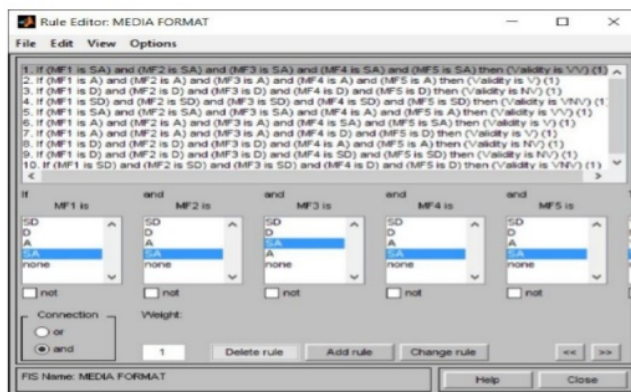 Rule Editor: MEDIA FORMAT
File Edit View Options
1. If (MF1 is SA) and (MF2 is SA) and (MF3 is SA) and (MF4 is SA) and (MF5 is SA) then (Validity is VV) (1)
2. If (MF1 is A) and (MF2 is A) and (MF3 is A) and (MF4 is A) and (MF5 is A) then (Validity is V) (1)
3. If (MF1 is D) and (MF2 is D) and (MF3 is D) and (MF4 is D) and (MF5 is D) then (Validity is NV) (1)
4. If (MF1 is SD) and (MF2 is SD) and (MF3 is SD) and (MF4 is SD) and (MF5 is SD) then (Validity is VNV) (1)
5. If (MF1 is SA) and (MF2 is SA) and (MF3 is SA) and (MF4 is A) and (MF5 is A) then (Validity is VV) (1)
6. If (MF1 is A) and (MF2 is A) and (MF3 is A) and (MF4 is SA) and (MF5 is SA) then (Validity is V) (1)
7. If (MF1 is A) and (MF2 is A) and (MF3 is A) and (MF4 is D) and (MF5 is D) then (Validity is V) (1)
8. If (MF1 is D) and (MF2 is D) and (MF3 is D) and (MF4 is A) and (MF5 is A) then (Validity is NV) (1)
9. If (MF1 is D) and (MF2 is D) and (MF3 is D) and (MF4 is SD) and (MF5 is SD) then (Validity is NV) (1)
10. If (MF1 is SD) and (MF2 is SD) and (MF3 is SD) and (MF4 is D) and (MF5 is D) then (Validity is VNV) (1)
If and and and and
MF1 is MF2 is MF3 is MF4 is MF5 is
SD SD SD SD SD
D D D D D
A A SA A A
SA SA A SA SA
none none none none none
not not not not not
Connection Weight:
or
and 1 Delete rule Add rule Change rule << >>
FIS Name: MEDIA FORMAT Help Close